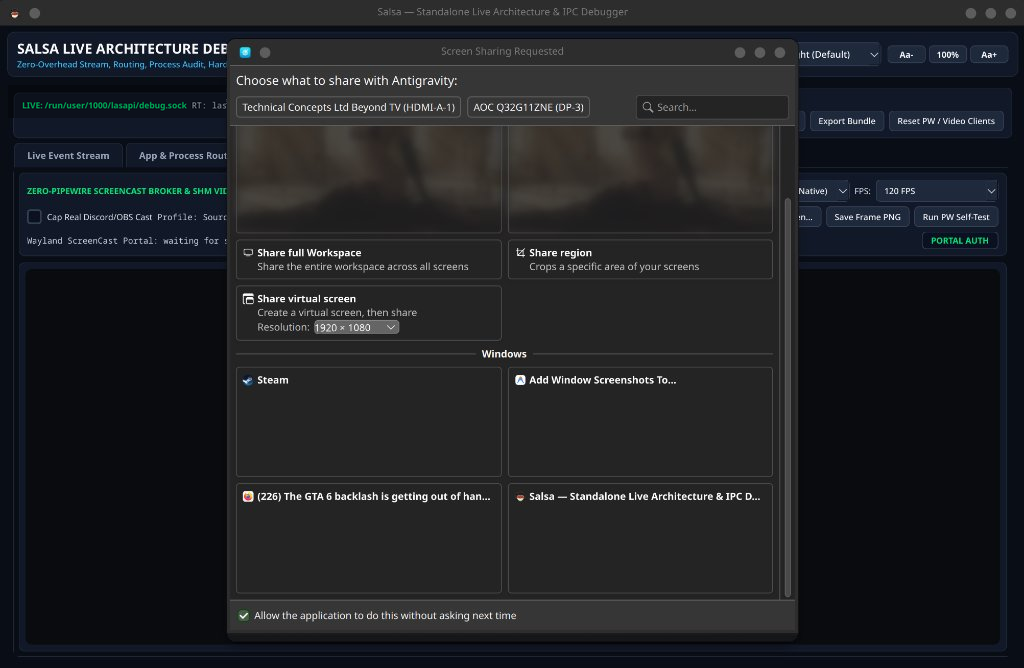 Salsa — Standalone Live Architecture & IPC Debugger
SALSA LIVE ARCHITECTURE DEB
Zero-Overhead Stream, Routing, Process Audit, Hard
ht (Default)
Aa-
100%
Aa+
LIVE: /run/user/1000/lasapi/debug.sock RT: las
Export Bundle
Reset PW / Video Clients
Live Event Stream
App & Process Rout
ZERO-PIPEWIRE SCREENCAST BROKER & SHM VID
Native)
FPS:
120 FPS
Cap Real Discord/OBS Cast Profile: Sourc
en...
Save Frame PNG
Run PW Self-Test
Wayland ScreenCast Portal: waiting for s
PORTAL AUTH
Screen Sharing Requested
Choose what to share with Antigravity:
Technical Concepts Ltd Beyond TV (HDMI-A-1)
AOC Q32G11ZNE (DP-3)
Search...
Share full Workspace
Share the entire workspace across all screens
Share region
Crops a specific area of your screens
Share virtual screen
Create a virtual screen, then share
Resolution: 1920 × 1080
Windows
Steam
Add Window Screenshots To...
(226) The GTA 6 backlash is getting out of han...
Salsa — Standalone Live Architecture & IPC D...
Allow the application to do this without asking next time